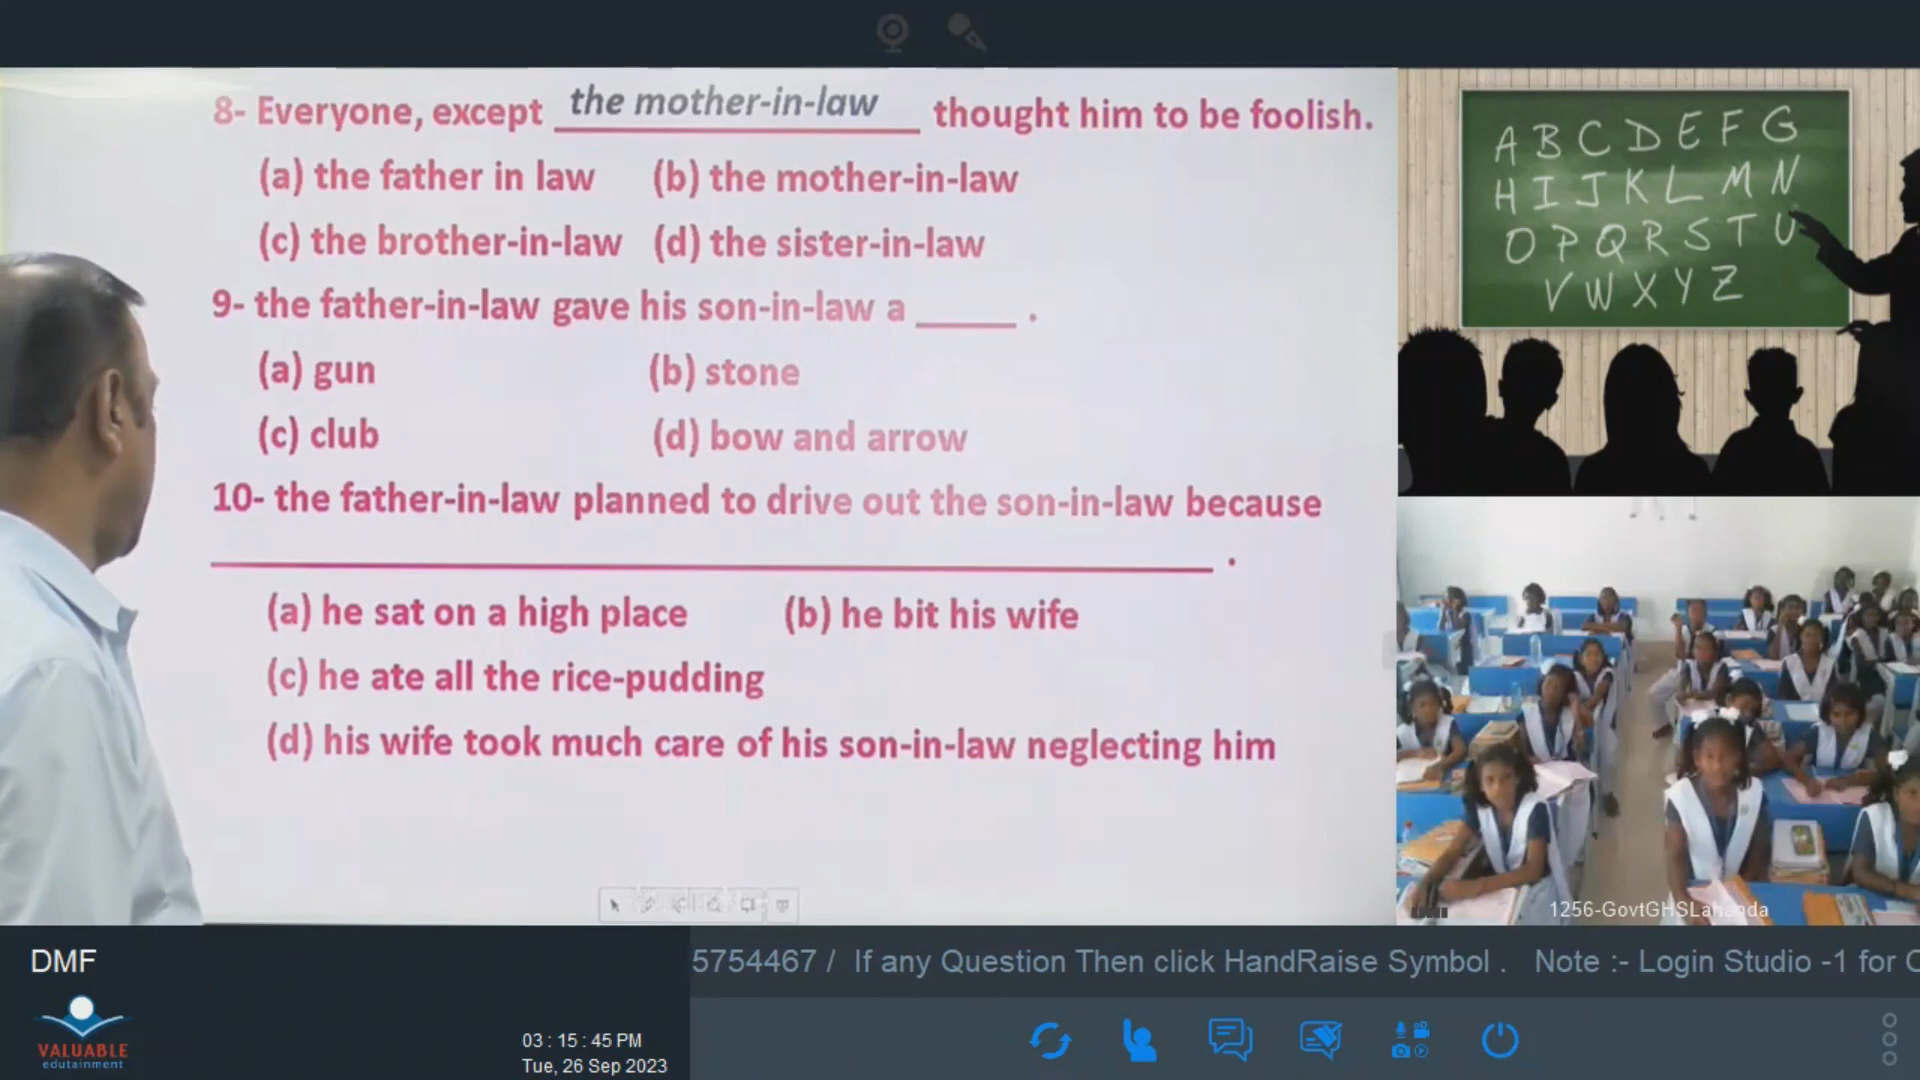 8- Everyone, except the mother-in-law thought him to be foolish.
(a) the father in law (b) the mother-in-law
(c) the brother-in-law (d) the sister-in-law
9- the father-in-law gave his son-in-law a ______ .
(a) gun (b) stone
(c) club (d) bow and arrow
10- the father-in-law planned to drive out the son-in-law because
______ .
(a) he sat on a high place (b) he bit his wife
(c) he ate all the rice-pudding
(d) his wife took much care of his son-in-law neglecting him
A B C D E F G
H I J K L M N
O P Q R S T U
V W X Y Z
1256-GovtGHSLahanda
DMF
VALUABLE
edutainment
03 : 15 : 45 PM
Tue, 26 Sep 2023
5754467 / If any Question Then click HandRaise Symbol . Note :- Login Studio -1 for C